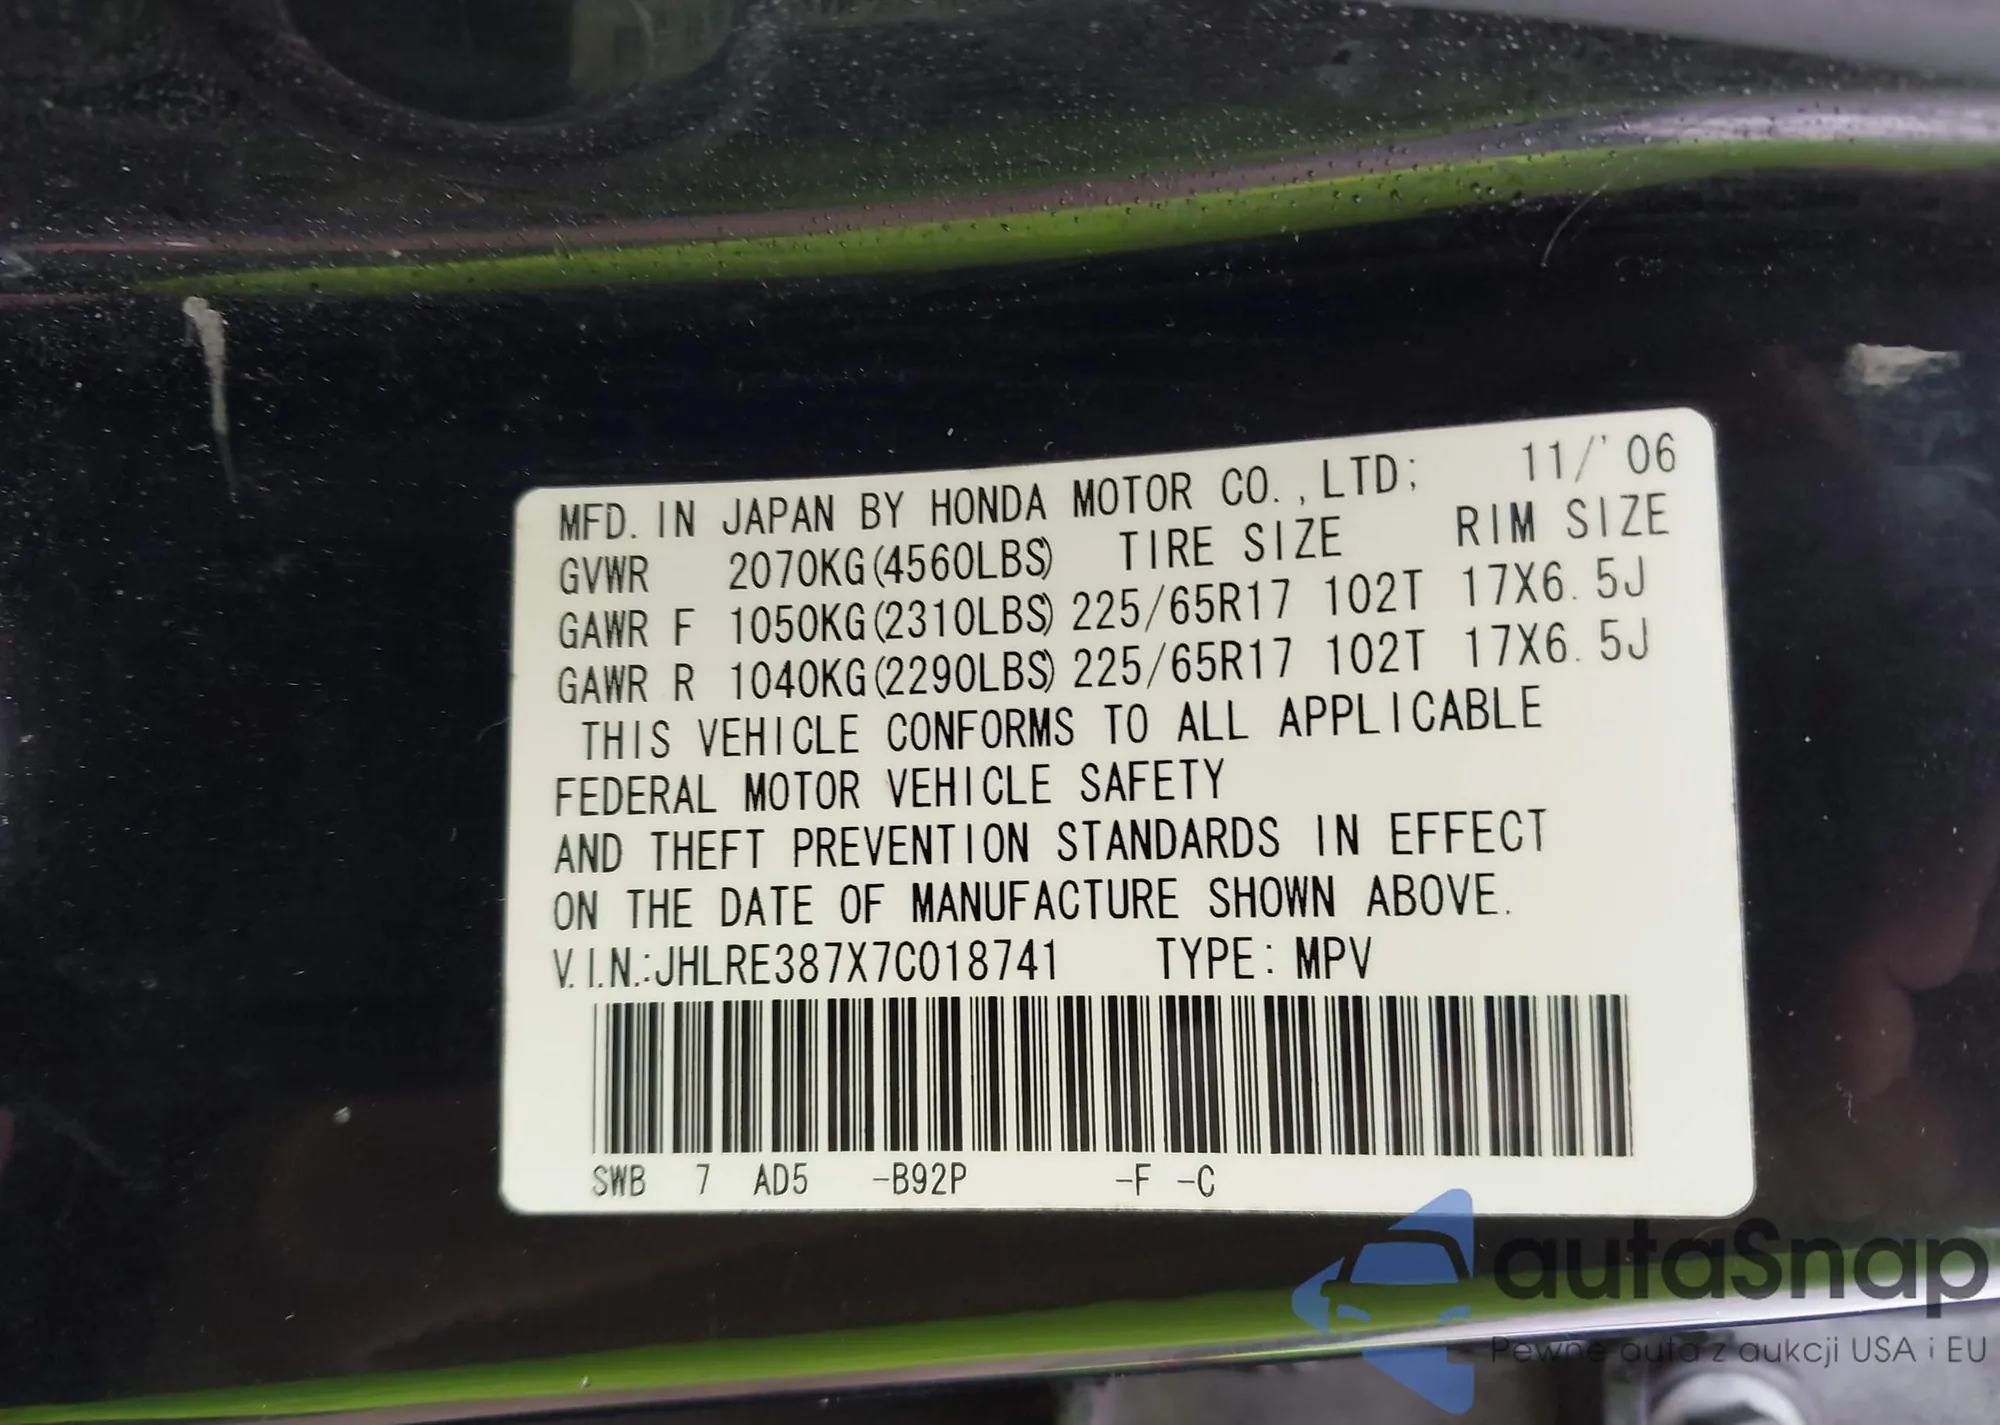 MFD. IN JAPAN BY HONDA MOTOR CO.,LTD; 11/'06
GVWR 2070KG(4560LBS) TIRE SIZE RIM SIZE
GAWR F 1050KG(2310LBS) 225/65R17 102T 17X6.5J
GAWR R 1040KG(2290LBS) 225/65R17 102T 17X6.5J
THIS VEHICLE CONFORMS TO ALL APPLICABLE
FEDERAL MOTOR VEHICLE SAFETY
AND THEFT PREVENTION STANDARDS IN EFFECT
ON THE DATE OF MANUFACTURE SHOWN ABOVE.
V.I.N.:JHLRE387X7C018741 TYPE: MPV
SWB 7 AD5 -B92P -F -C
autaSnap
Pewne auta z aukcji USA i EU